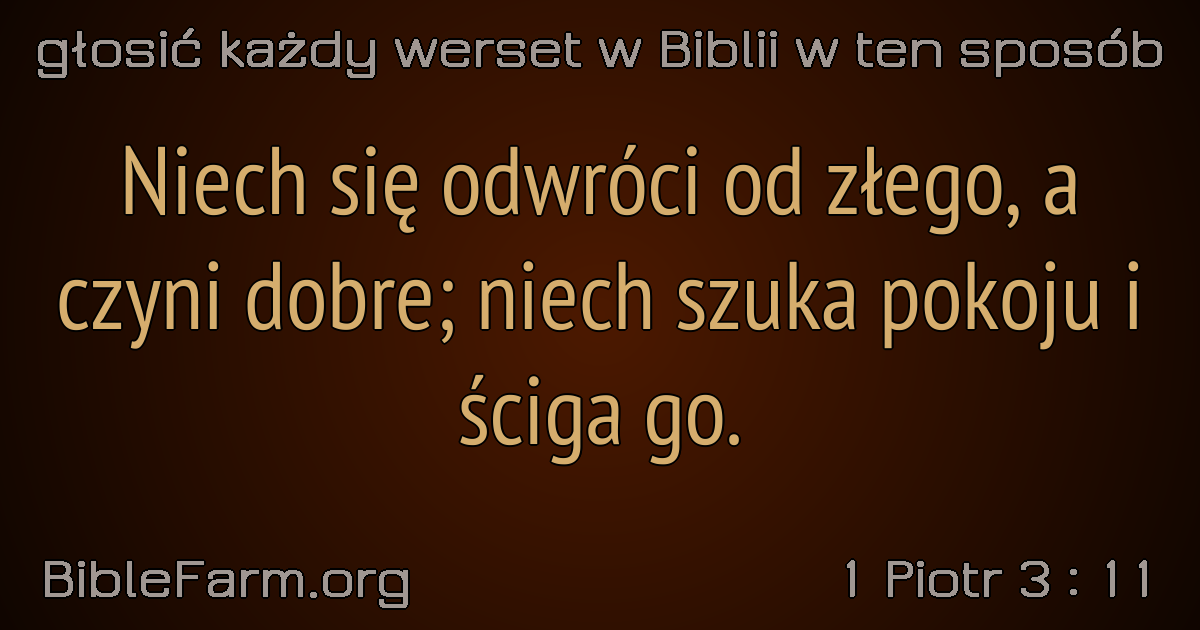 głosić każdy werset w Biblii w ten sposób
Niech się odwróci od złego, a
czyni dobre; niech szuka pokoju i
ściga go.
BibleFarm.org
1 Piotr 3 : 11